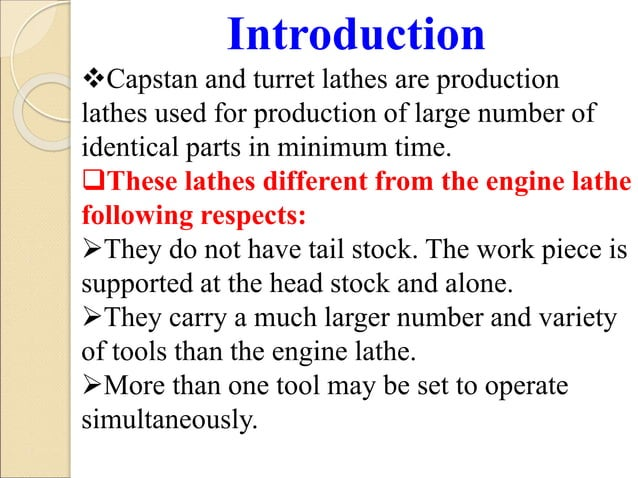 Introduction
❖Capstan and turret lathes are production
lathes used for production of large number of
identical parts in minimum time.
❑These lathes different from the engine lathe
following respects:
➢They do not have tail stock. The work piece is
supported at the head stock and alone.
➢They carry a much larger number and variety
of tools than the engine lathe.
➢More than one tool may be set to operate
simultaneously.